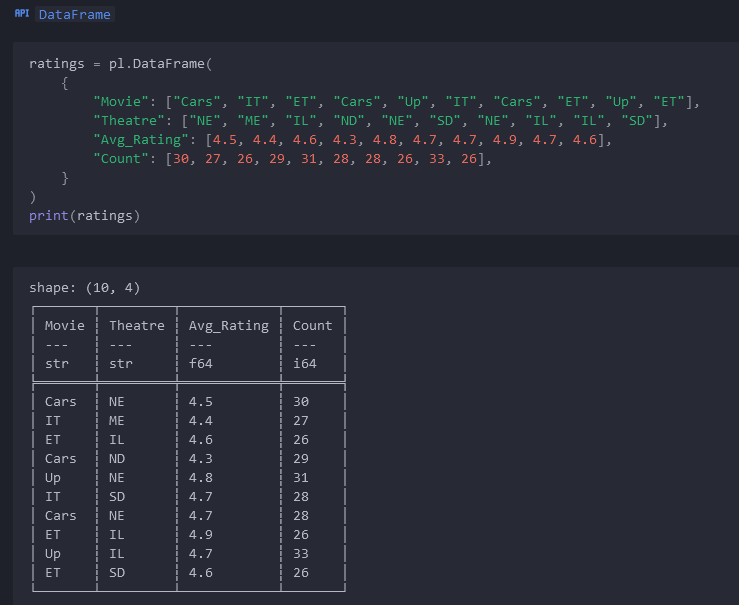 API DataFrame
ratings = pl.DataFrame(
    {
        "Movie": ["Cars", "IT", "ET", "Cars", "Up", "IT", "Cars", "ET", "Up", "ET"],
        "Theatre": ["NE", "ME", "IL", "ND", "NE", "SD", "NE", "IL", "IL", "SD"],
        "Avg_Rating": [4.5, 4.4, 4.6, 4.3, 4.8, 4.7, 4.7, 4.9, 4.7, 4.6],
        "Count": [30, 27, 26, 29, 31, 28, 28, 26, 33, 26],
    }
)
print(ratings)
shape: (10, 4)
Movie Theatre Avg_Rating Count
--- --- --- ---
str str f64 i64
Cars NE 4.5 30
IT ME 4.4 27
ET IL 4.6 26
Cars ND 4.3 29
Up NE 4.8 31
IT SD 4.7 28
Cars NE 4.7 28
ET IL 4.9 26
Up IL 4.7 33
ET SD 4.6 26